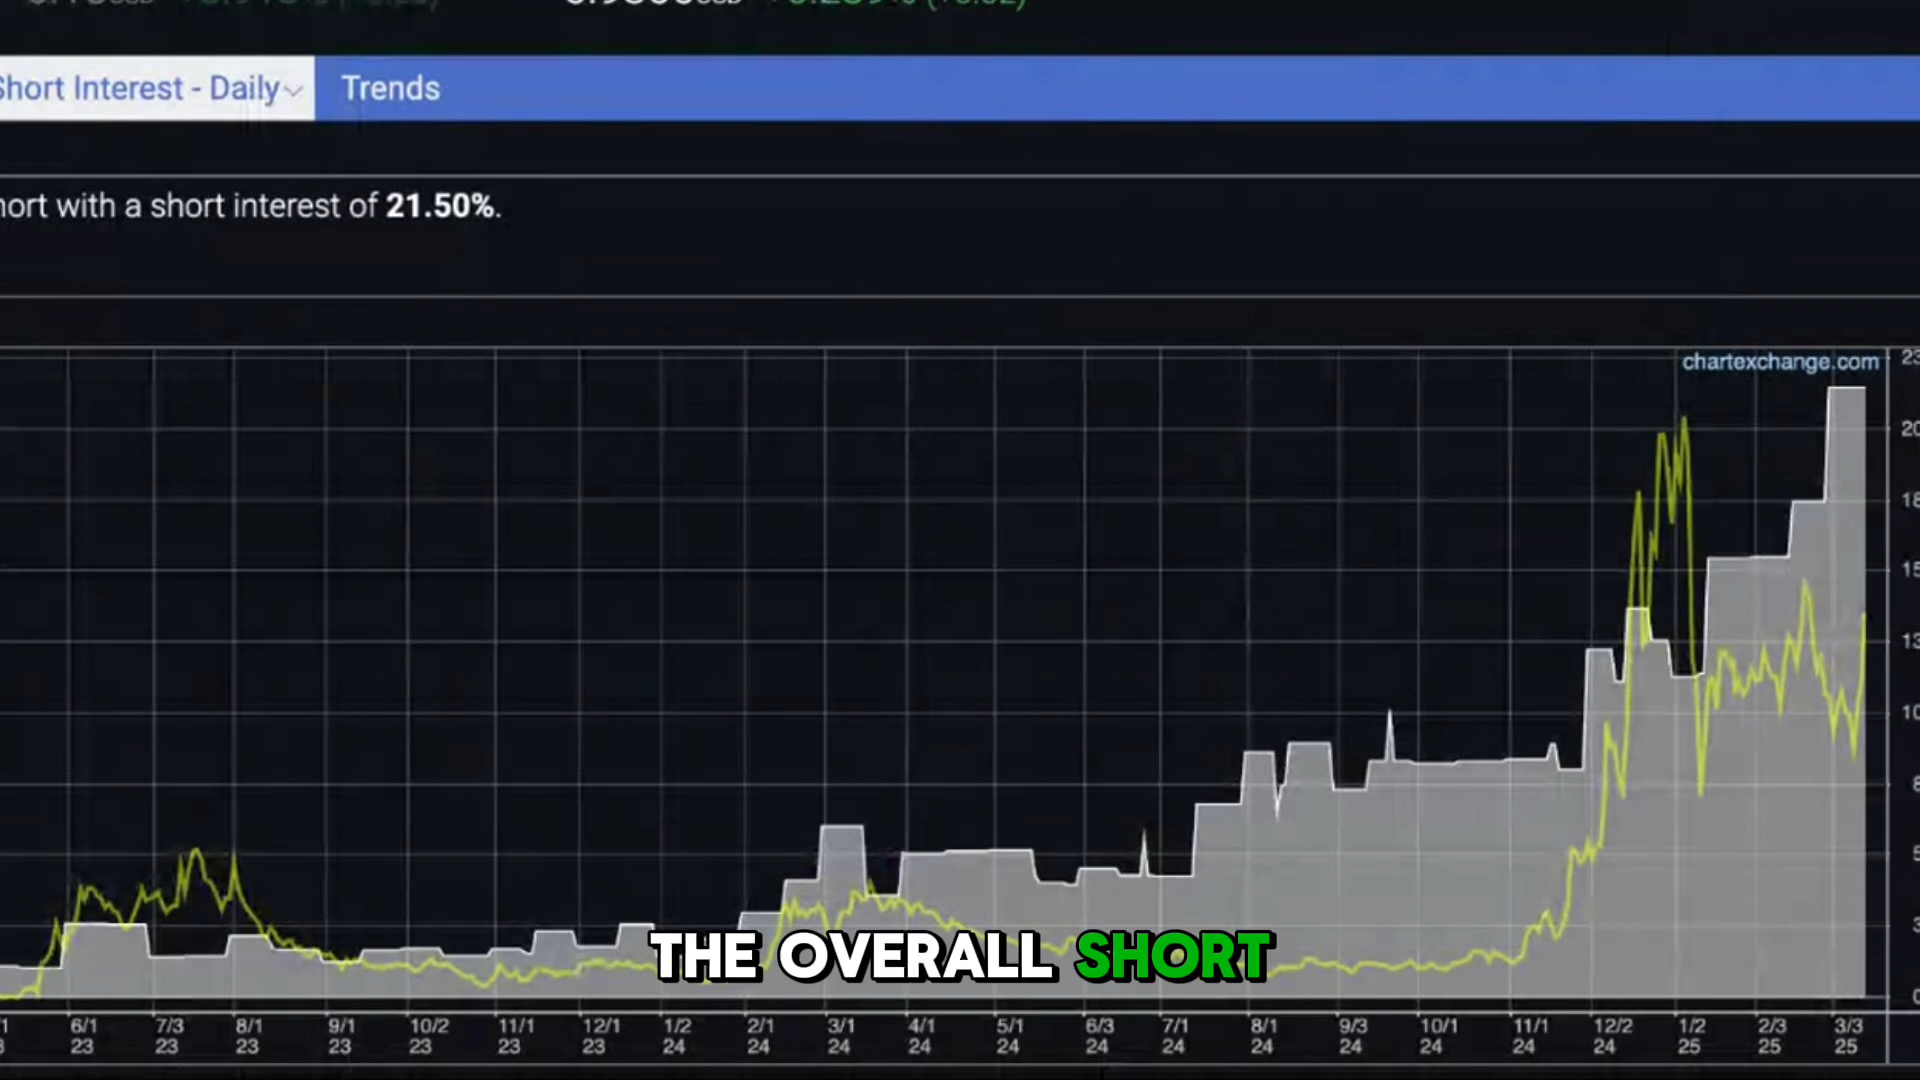 Short Interest - Daily Trends
short with a short interest of 21.50%.
chartexchange.com
23
20
18
15
13
10
8
5
3
0
THE OVERALL SHORT
6/1 7/3 8/1 9/1 10/2 11/1 12/1 1/2 2/1 3/1 4/1 5/1 6/3 7/1 8/1 9/3 10/1 11/1 12/2 1/2 2/3 3/3
23 23 23 23 23 23 23 24 24 24 24 24 24 24 24 24 24 24 24 25 25 25